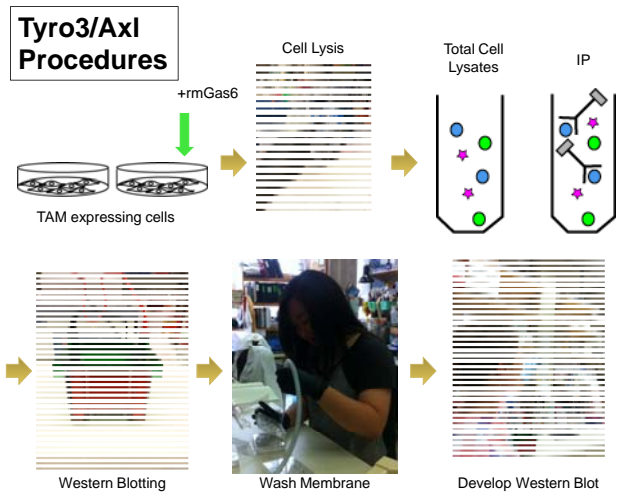 Tyro3/Axl
Procedures
+rmGas6
Cell Lysis
Total Cell
Lysates
IP
TAM expressing cells
Western Blotting
Wash Membrane
Develop Western Blot